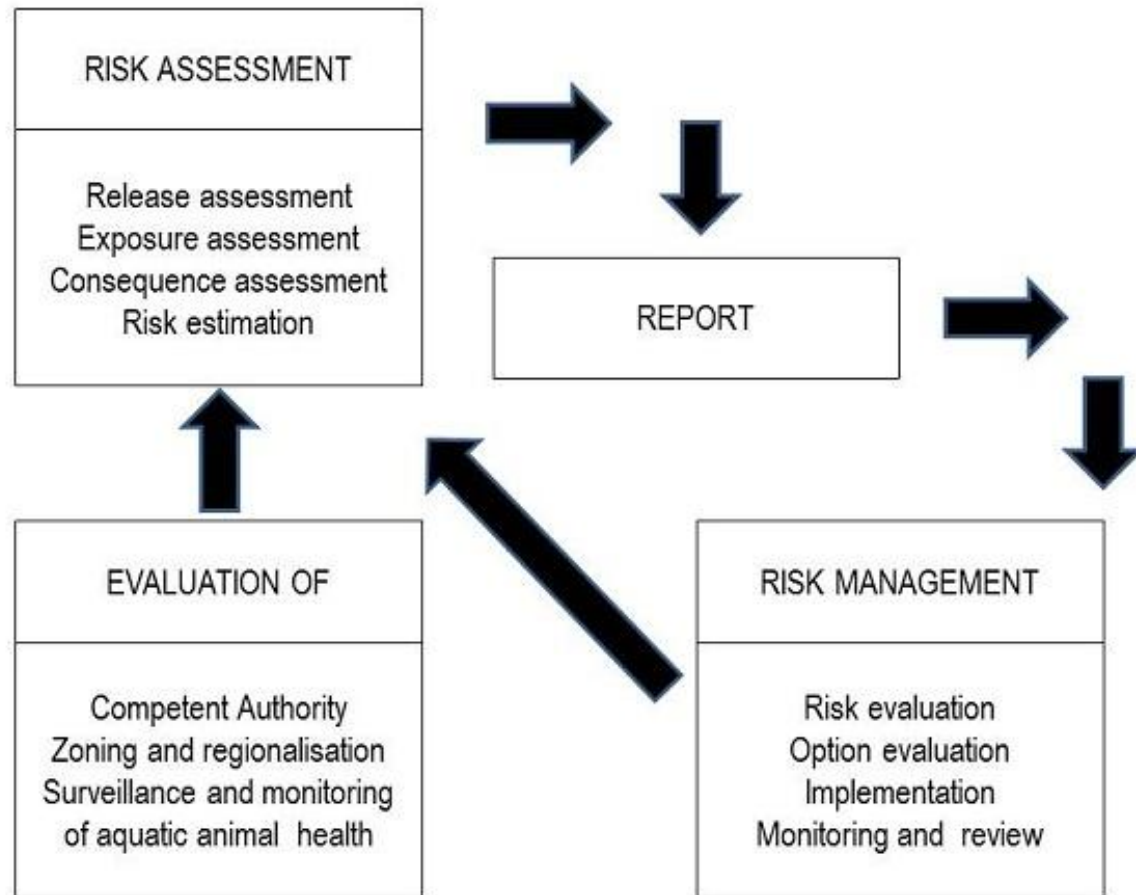 RISK ASSESSMENT
Release assessment
Exposure assessment
Consequence assessment
Risk estimation
REPORT
EVALUATION OF
Competent Authority
Zoning and regionalisation
Surveillance and monitoring
of aquatic animal health
RISK MANAGEMENT
Risk evaluation
Option evaluation
Implementation
Monitoring and review